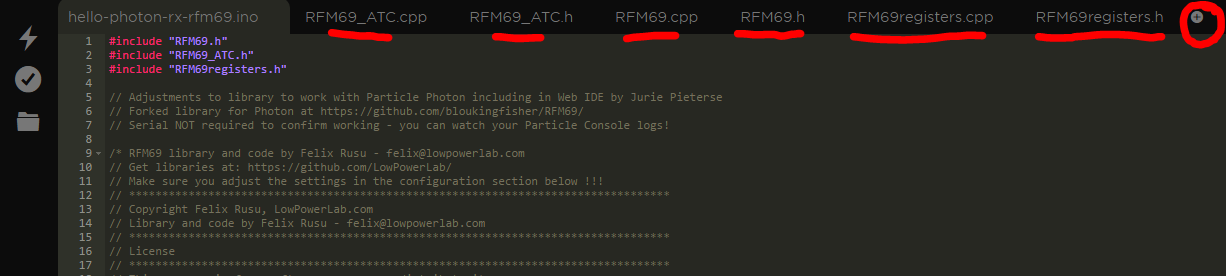 hello-photon-rx-rfm69.ino RFM69_ATC.cpp RFM69_ATC.h RFM69.cpp RFM69.h RFM69registers.cpp RFM69registers.h
1 #include "RFM69.h"
2 #include "RFM69_ATC.h"
3 #include "RFM69registers.h"
4
5 // Adjustments to library to work with Particle Photon including in Web IDE by Jurie Pieterse
6 // Forked library for Photon at https://github.com/bloukingfisher/RFM69/
7 // Serial NOT required to confirm working - you can watch your Particle Console logs!
8
9 /* RFM69 library and code by Felix Rusu - felix@lowpowerlab.com
10 // Get libraries at: https://github.com/LowPowerLab/
11 // Make sure you adjust the settings in the configuration section below !!!
12 // **********************************************************************************
13 // Copyright Felix Rusu, LowPowerLab.com
14 // Library and code by Felix Rusu - felix@lowpowerlab.com
15 // **********************************************************************************
16 // License
17 // **********************************************************************************